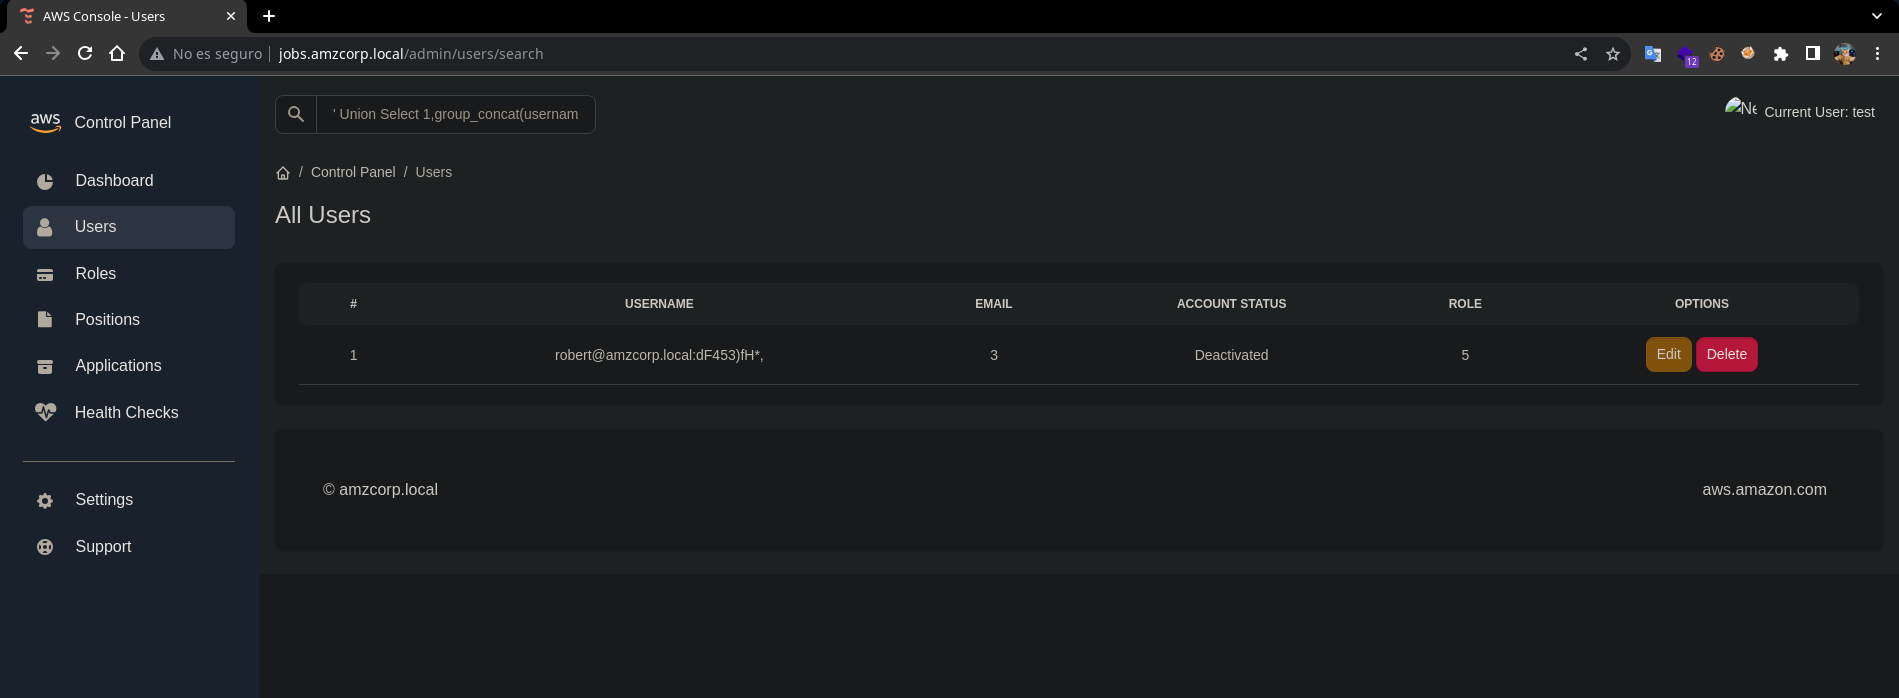 AWS Console - Users
No es seguro jobs.amzcorp.local/admin/users/search
12
aws Control Panel
' Union Select 1,group_concat(usernam
Ne Current User: test
/ Control Panel / Users
All Users
Dashboard
Users
Roles
Positions
Applications
Health Checks
Settings
Support
# USERNAME EMAIL ACCOUNT STATUS ROLE OPTIONS
1 robert@amzcorp.local:dF453)fH*, 3 Deactivated 5 Edit Delete
© amzcorp.local aws.amazon.com